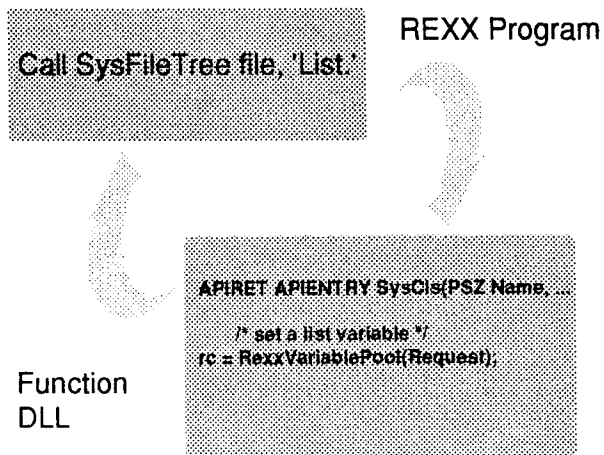 REXX Program
Call SysFileTree file, 'List.'
APIRET APIENTRY SysCls(PSZ Name, ...
/* set a list variable */
rc = RexxVariablePool(Request);
Function
DLL